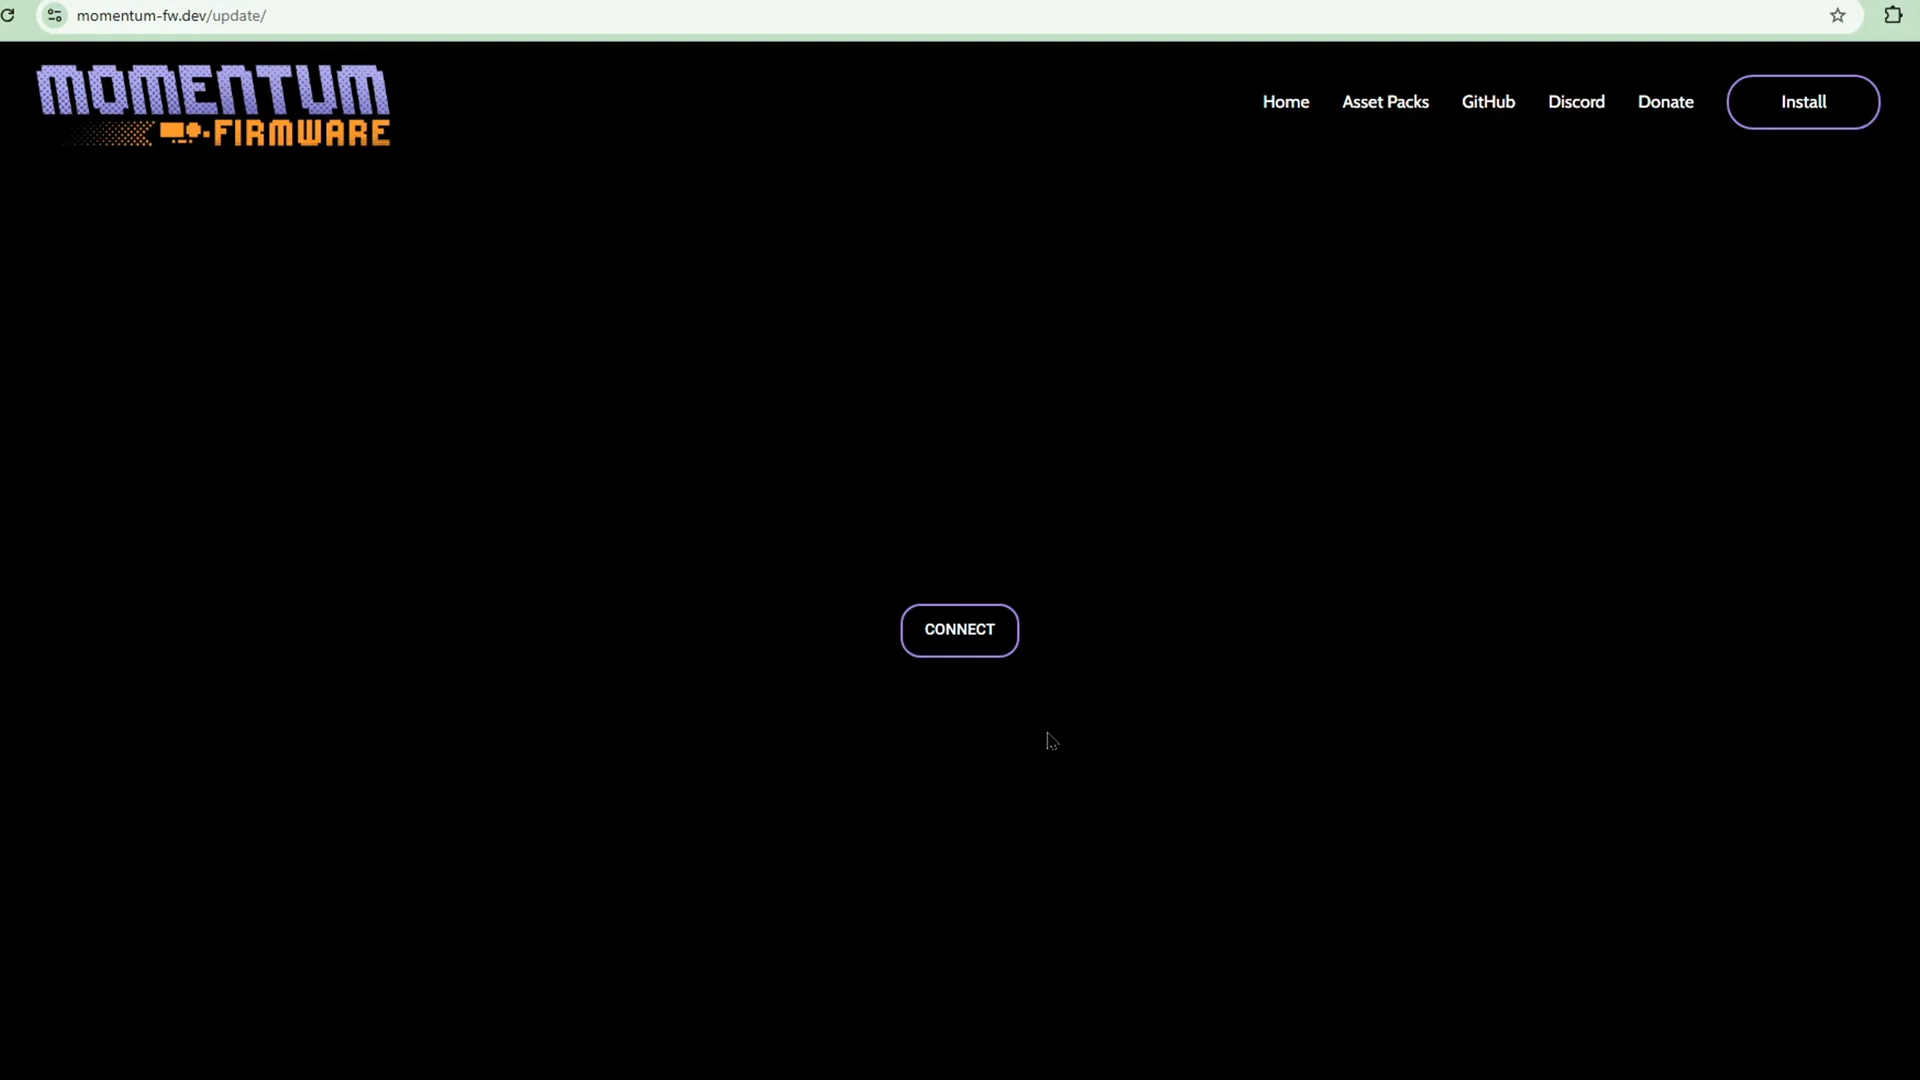 momentum-fw.dev/update/
MOMENTUM
FIRMWARE
Home Asset Packs GitHub Discord Donate Install
CONNECT